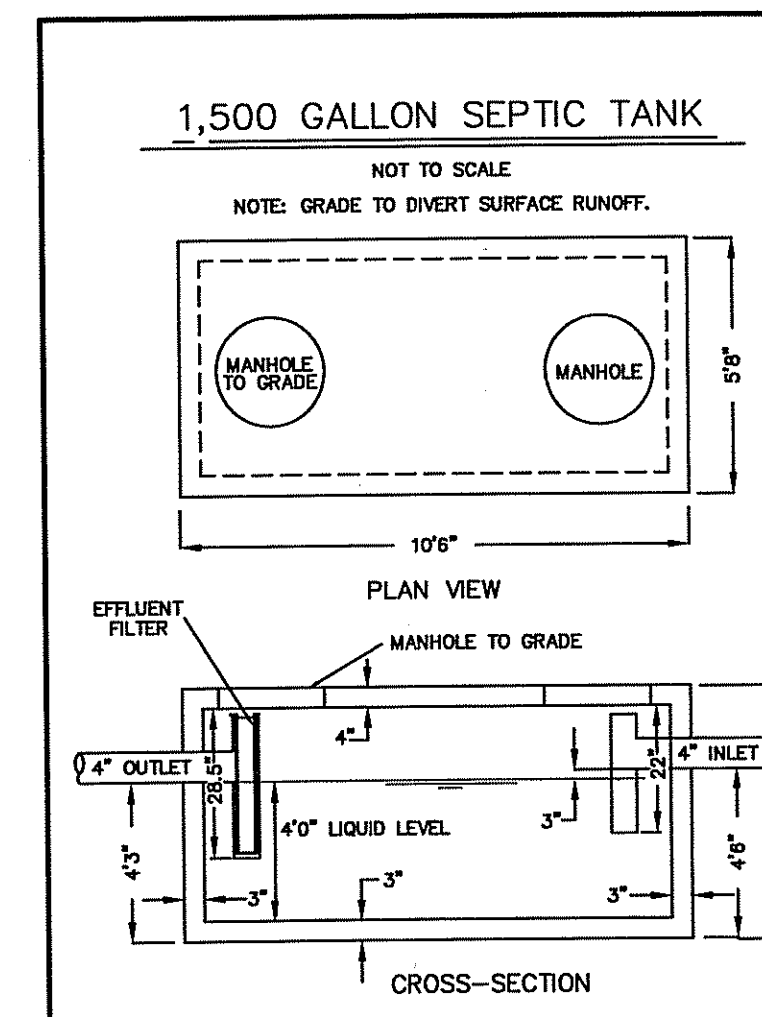 1,500 GALLON SEPTIC TANK
NOT TO SCALE
NOTE: GRADE TO DIVERT SURFACE RUNOFF.
MANHOLE
TO GRADE
MANHOLE
5'8"
10'6"
PLAN VIEW
EFFLUENT
FILTER
MANHOLE TO GRADE
4"
4" OUTLET
28.5"
22"
4" INLET
4'0" LIQUID LEVEL
3"
4'3"
3"
3"
3"
4'6"
CROSS-SECTION